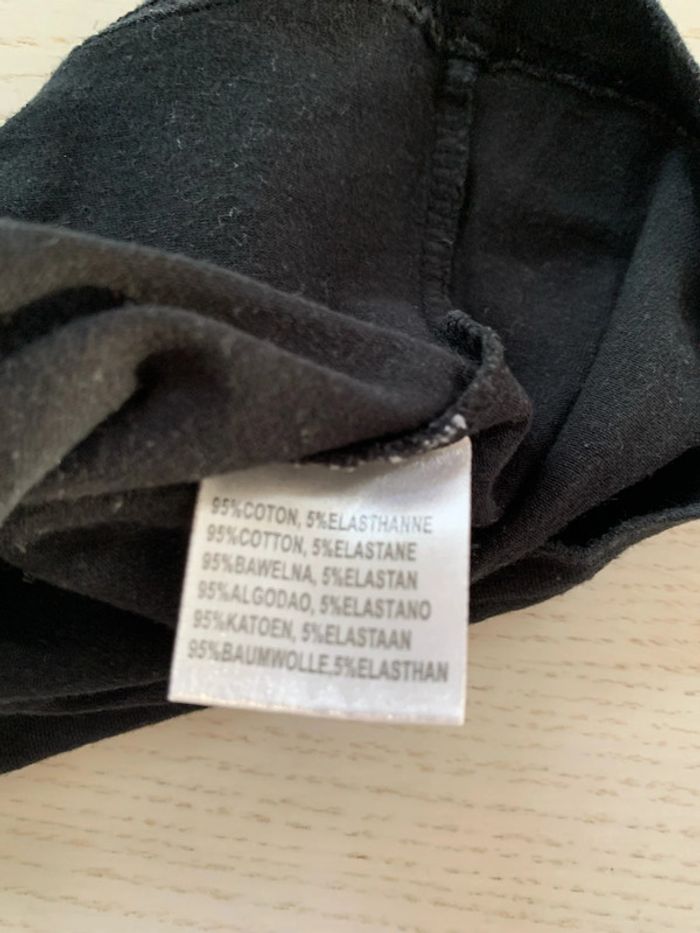 95%COTON, 5%ELASTHANNE
95%COTTON, 5%ELASTANE
95%BAWELNA, 5%ELASTAN
95%ALGODAO, 5%ELASTANO
95%KATOEN, 5%ELASTAAN
95%BAUMWOLLE.5%ELASTHAN